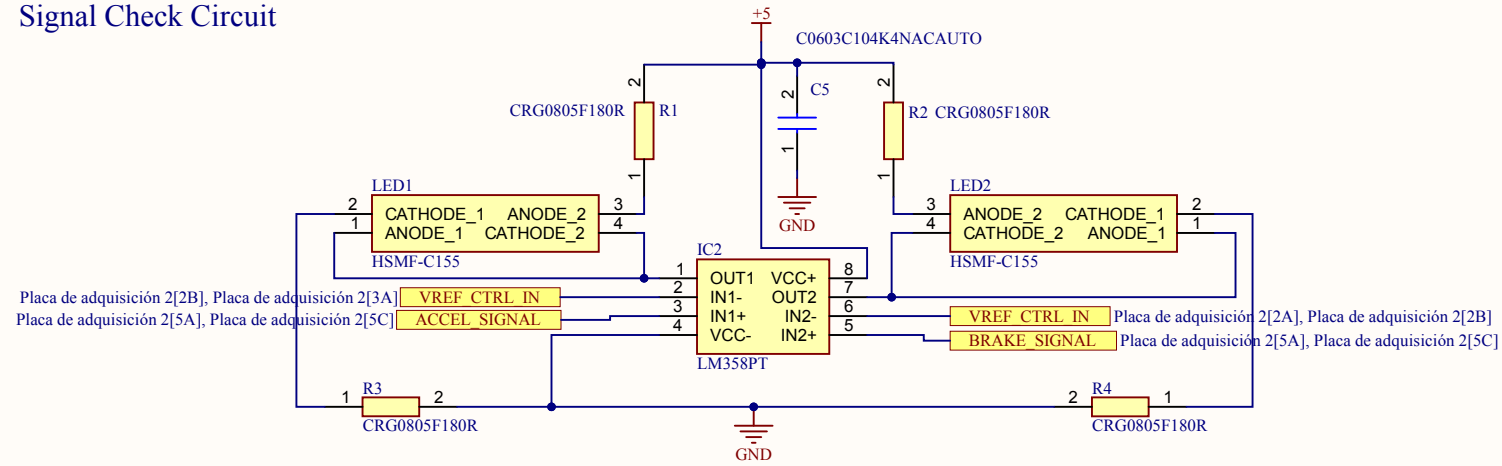 Signal Check Circuit
+5
C0603C104K4NACAUTO
2
2
C5
2
CRG0805F180R
R1
R2 CRG0805F180R
1
1
1
LED1
LED2
2
CATHODE_1
ANODE_2
3
3
ANODE_2
CATHODE_1
2
1
ANODE_1
CATHODE_2
4
4
CATHODE_2
ANODE_1
1
GND
HSMF-C155
IC2
HSMF-C155
1
OUT1
VCC+
8
2
IN1-
OUT2
7
3
IN1+
IN2-
6
4
VCC-
IN2+
5
LM358PT
Placa de adquisición 2[2B], Placa de adquisición 2[3A]
VREF_CTRL_IN
Placa de adquisición 2[5A], Placa de adquisición 2[5C]
ACCEL_SIGNAL
VREF_CTRL_IN
Placa de adquisición 2[2A], Placa de adquisición 2[2B]
BRAKE_SIGNAL
Placa de adquisición 2[5A], Placa de adquisición 2[5C]
R3
1
2
CRG0805F180R
R4
2
1
CRG0805F180R
GND